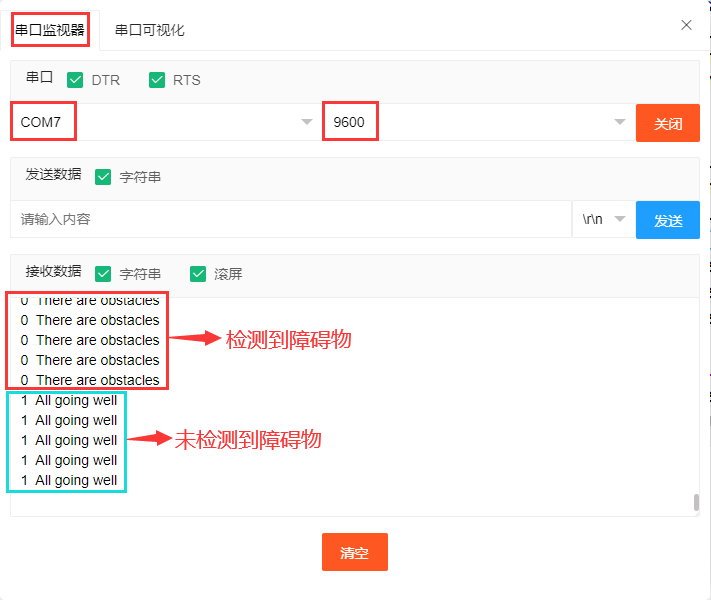 串口监视器 串口可视化
串口 DTR RTS
COM7 9600 关闭
发送数据 字符串
请输入内容 \r\n 发送
接收数据 字符串 滚屏
0 There are obstacles
0 There are obstacles
0 There are obstacles 检测到障碍物
0 There are obstacles
0 There are obstacles
1 All going well
1 All going well
1 All going well 未检测到障碍物
1 All going well
1 All going well
清空